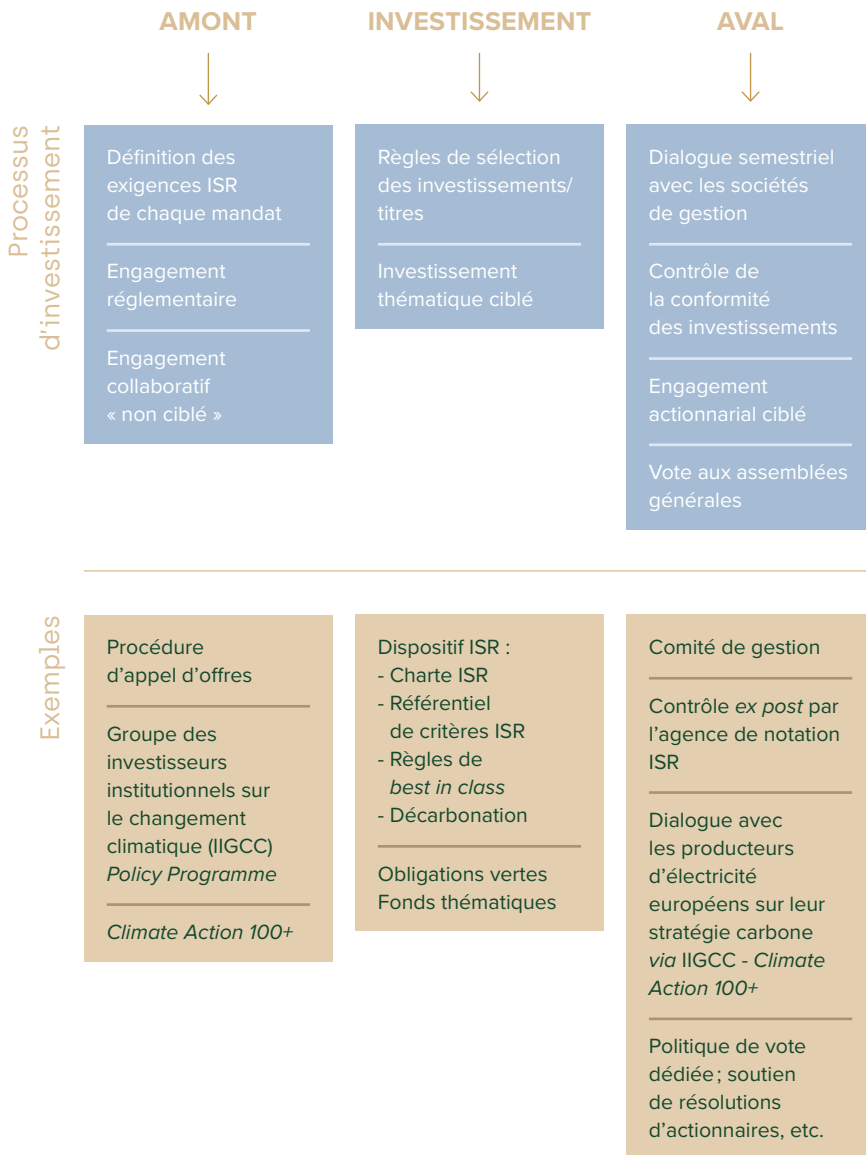 AMONT
INVESTISSEMENT
AVAL
Processus
d'investissement
Définition des
exigences ISR
de chaque mandat
Engagement
réglementaire
Engagement
collaboratif
« non ciblé »
Règles de sélection
des investissements/
titres
Investissement
thématique ciblé
Dialogue semestriel
avec les sociétés
de gestion
Contrôle de
la conformité
des investissements
Engagement
actionnarial ciblé
Vote aux assemblées
générales
Exemples
Procédure
d’appel d’offres
Groupe des
investisseurs
institutionnels sur
le changement
climatique (IIGCC)
Policy Programme
Climate Action 100+
Dispositif ISR :
- Charte ISR
- Référentiel
de critères ISR
- Règles de
best in class
- Décarbonation
Obligations vertes
Fonds thématiques
Comité de gestion
Contrôle ex post par
l’agence de notation
ISR
Dialogue avec
les producteurs
d’électricité
européens sur leur
stratégie carbone
via IIGCC - Climate
Action 100+
Politique de vote
dédiée ; soutien
de résolutions
d’actionnaires, etc.